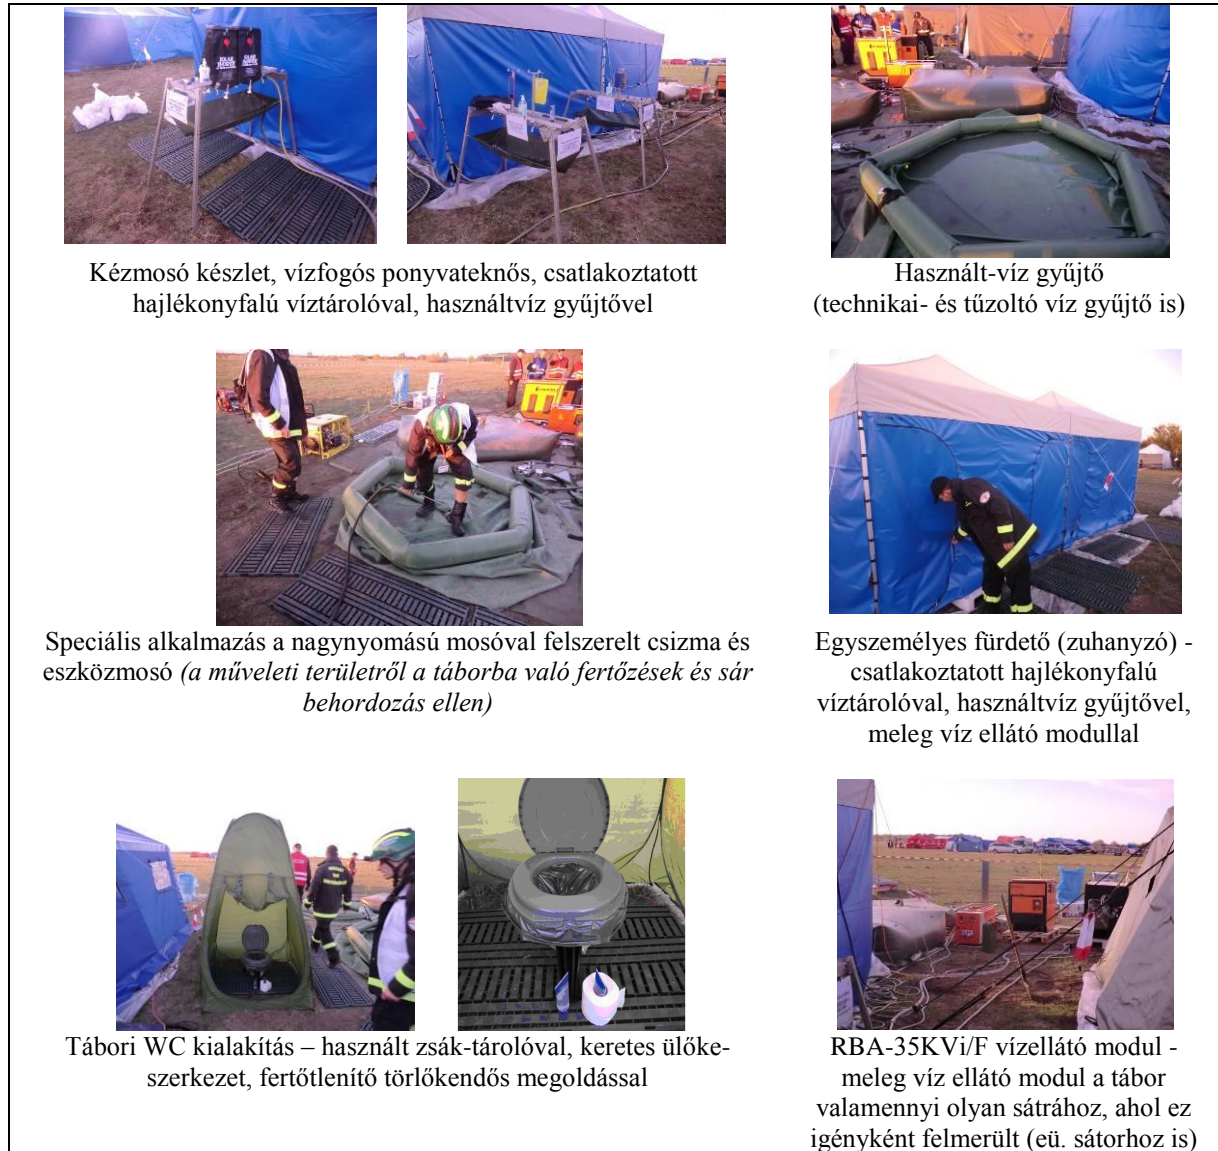 SOLAR
SHOWER
SOLAR
SHOWER
Kézmosó készlet, vízfogós ponyvateknős, csatlakoztatott
hajlékonyfalú víztárolóval, használtvíz gyűjtővel
Használt-víz gyűjtő
(technikai- és tűzoltó víz gyűjtő is)
Speciális alkalmazás a nagynyomású mosóval felszerelt csizma és
eszközmosó (a műveleti területről a táborba való fertőzések és sár
behordozás ellen)
Egyszemélyes fürdető (zuhanyzó) -
csatlakoztatott hajlékonyfalú
víztárolóval, használtvíz gyűjtővel,
meleg víz ellátó modullal
Tábori WC kialakítás – használt zsák-tárolóval, keretes ülőke-
szerkezet, fertőtlenítő törlőkendős megoldással
RBA-35KVi/F vízellátó modul -
meleg víz ellátó modul a tábor
valamennyi olyan sátrához, ahol ez
igényként felmerült (eü. sátorhoz is)